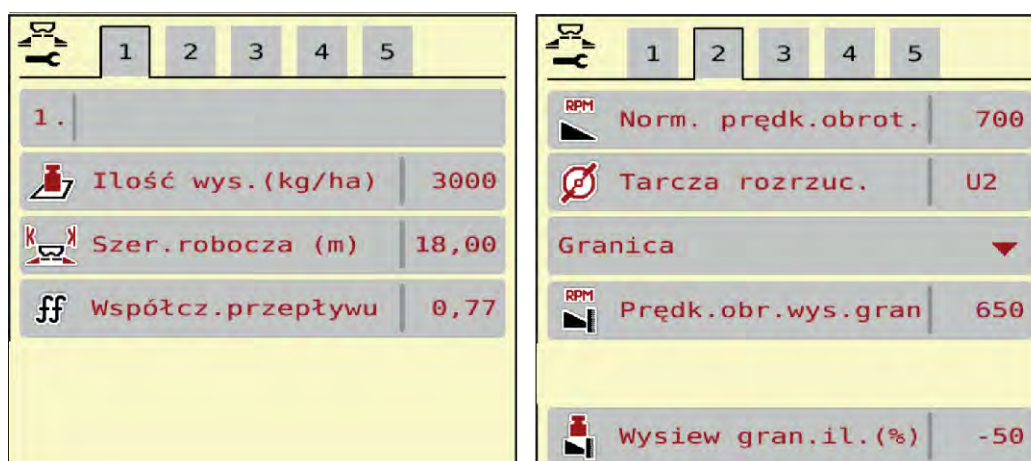 1 2 3 4 5
1.
Ilość wys.(kg/ha) 3000
Szer.robocza (m) 18,00
Współcz.przepływu 0,77
1 2 3 4 5
RPM Norm. prędk.obrot. 700
Tarcza rozrzuc. U2
Granica
RPM Prędk.obr.wys.gran 650
Wysiew gran.il.(%) -50